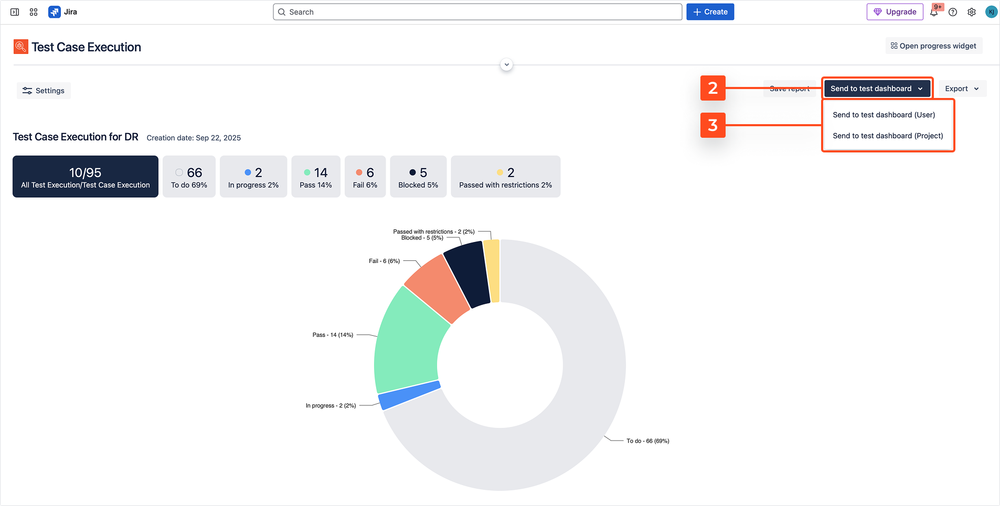 Jira
Search
Create
Upgrade
9+
KJ
Test Case Execution
Open progress widget
Settings
2
Save report
Send to test dashboard
Export
3
Send to test dashboard (User)
Send to test dashboard (Project)
Test Case Execution for DR
Creation date: Sep 22, 2025
10/95
All Test Execution/Test Case Execution
66
To do 69%
2
In progress 2%
14
Pass 14%
6
Fail 6%
5
Blocked 5%
2
Passed with restrictions 2%
Passed with restrictions - 2 (2%)
Blocked - 5 (5%)
Fail - 6 (6%)
Pass - 14 (14%)
In progress - 2 (2%)
To do - 66 (69%)